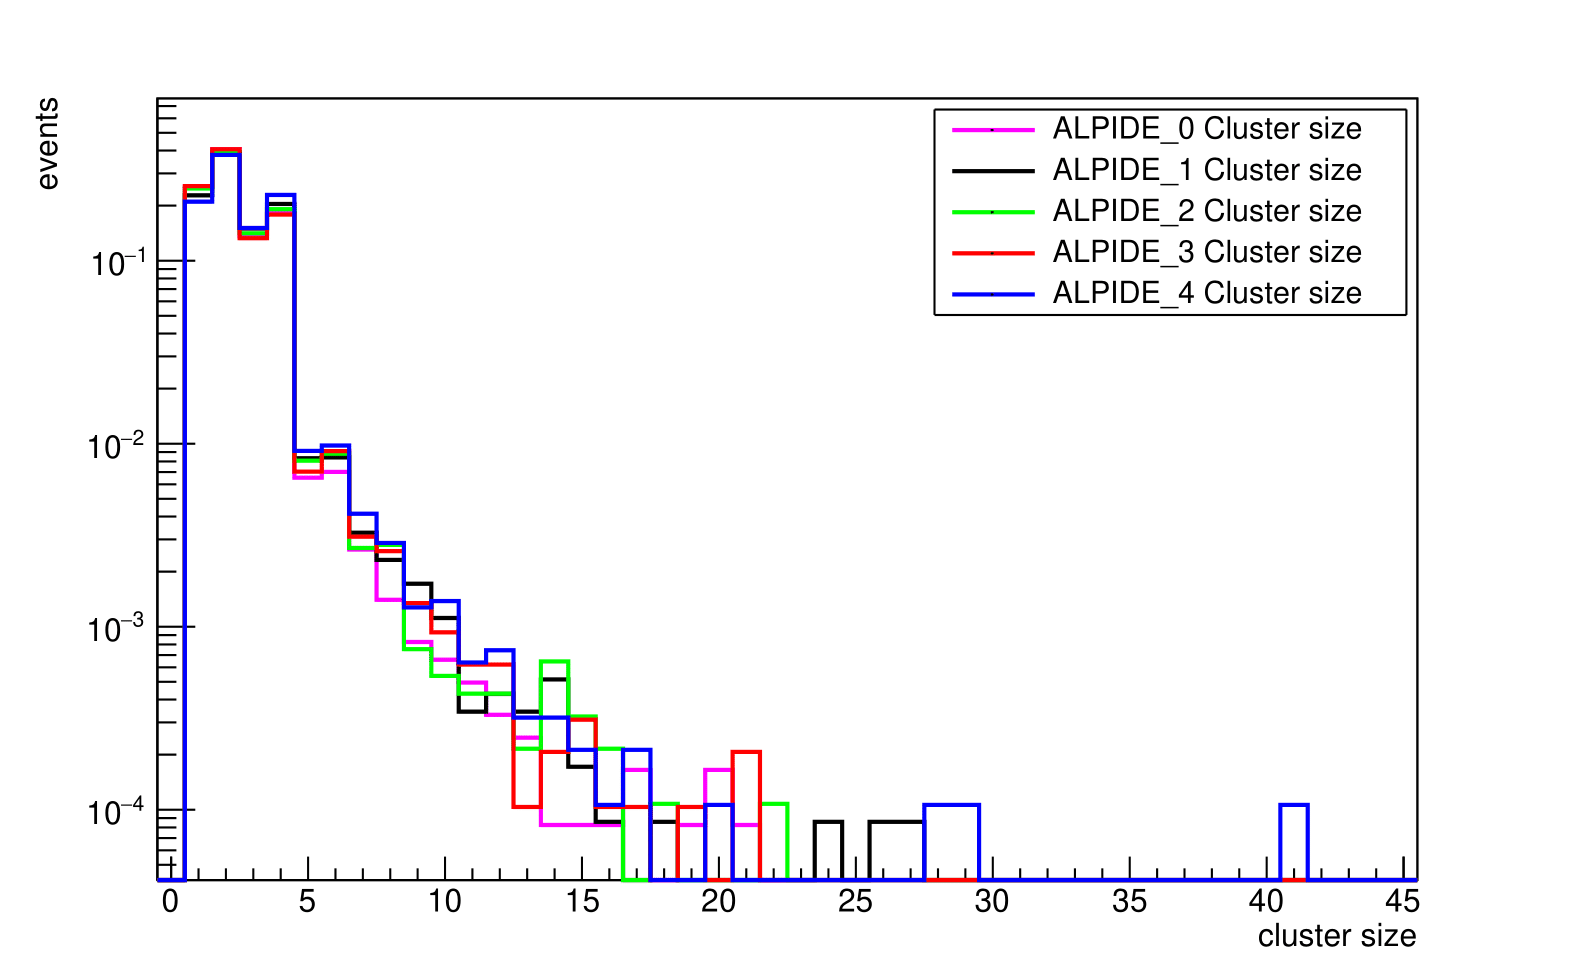 events
ALPIDE_0 Cluster size
ALPIDE_1 Cluster size
ALPIDE_2 Cluster size
ALPIDE_3 Cluster size
ALPIDE_4 Cluster size
10⁻¹
10⁻²
10⁻³
10⁻⁴
0 5 10 15 20 25 30 35 40 45
cluster size